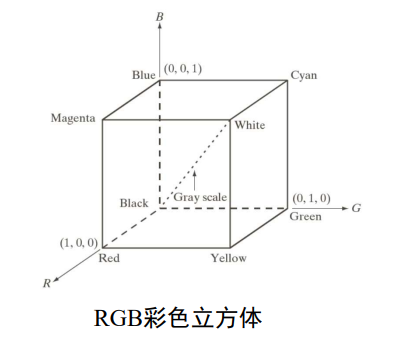 B
Blue (0, 0, 1)
Cyan
Magenta
White
Black
Gray scale
(0, 1, 0)
G
Green
(1, 0, 0)
Red
Yellow
R
RGB彩色立方体